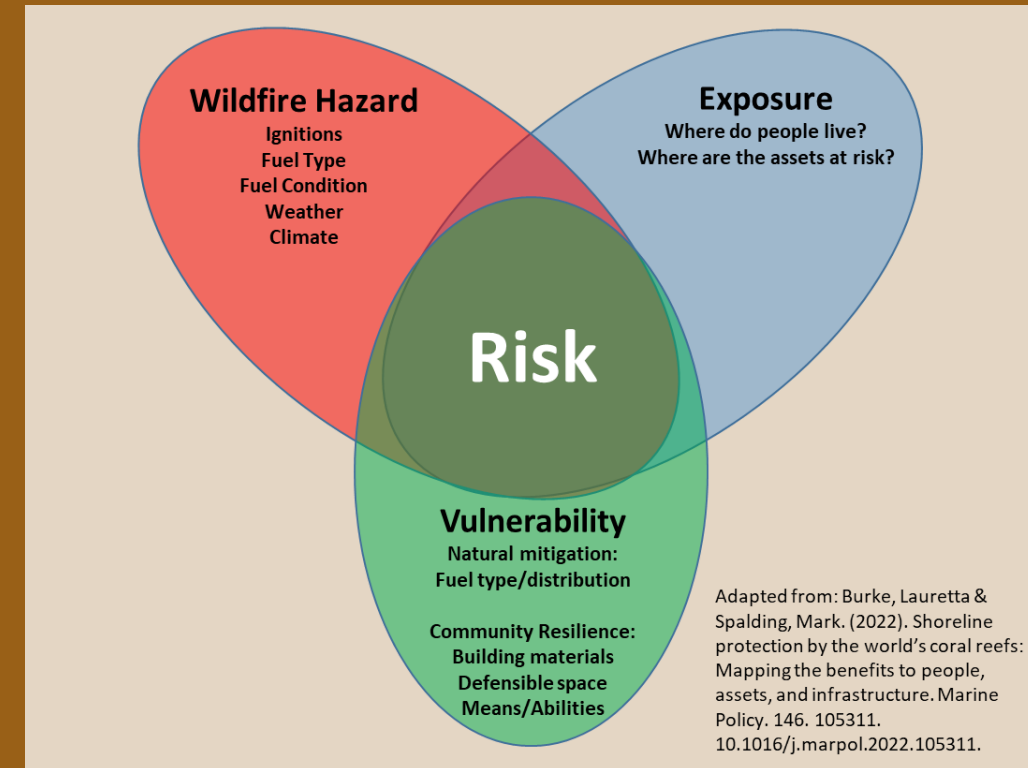 Wildfire Hazard
Ignitions
Fuel Type
Fuel Condition
Weather
Climate
Exposure
Where do people live?
Where are the assets at risk?
Risk
Vulnerability
Natural mitigation:
Fuel type/distribution
Community Resilience:
Building materials
Defensible space
Means/Abilities
Adapted from: Burke, Lauretta &
Spalding, Mark. (2022). Shoreline
protection by the world's coral reefs:
Mapping the benefits to people,
assets, and infrastructure. Marine
Policy. 146. 105311.
10.1016/j.marpol.2022.105311.